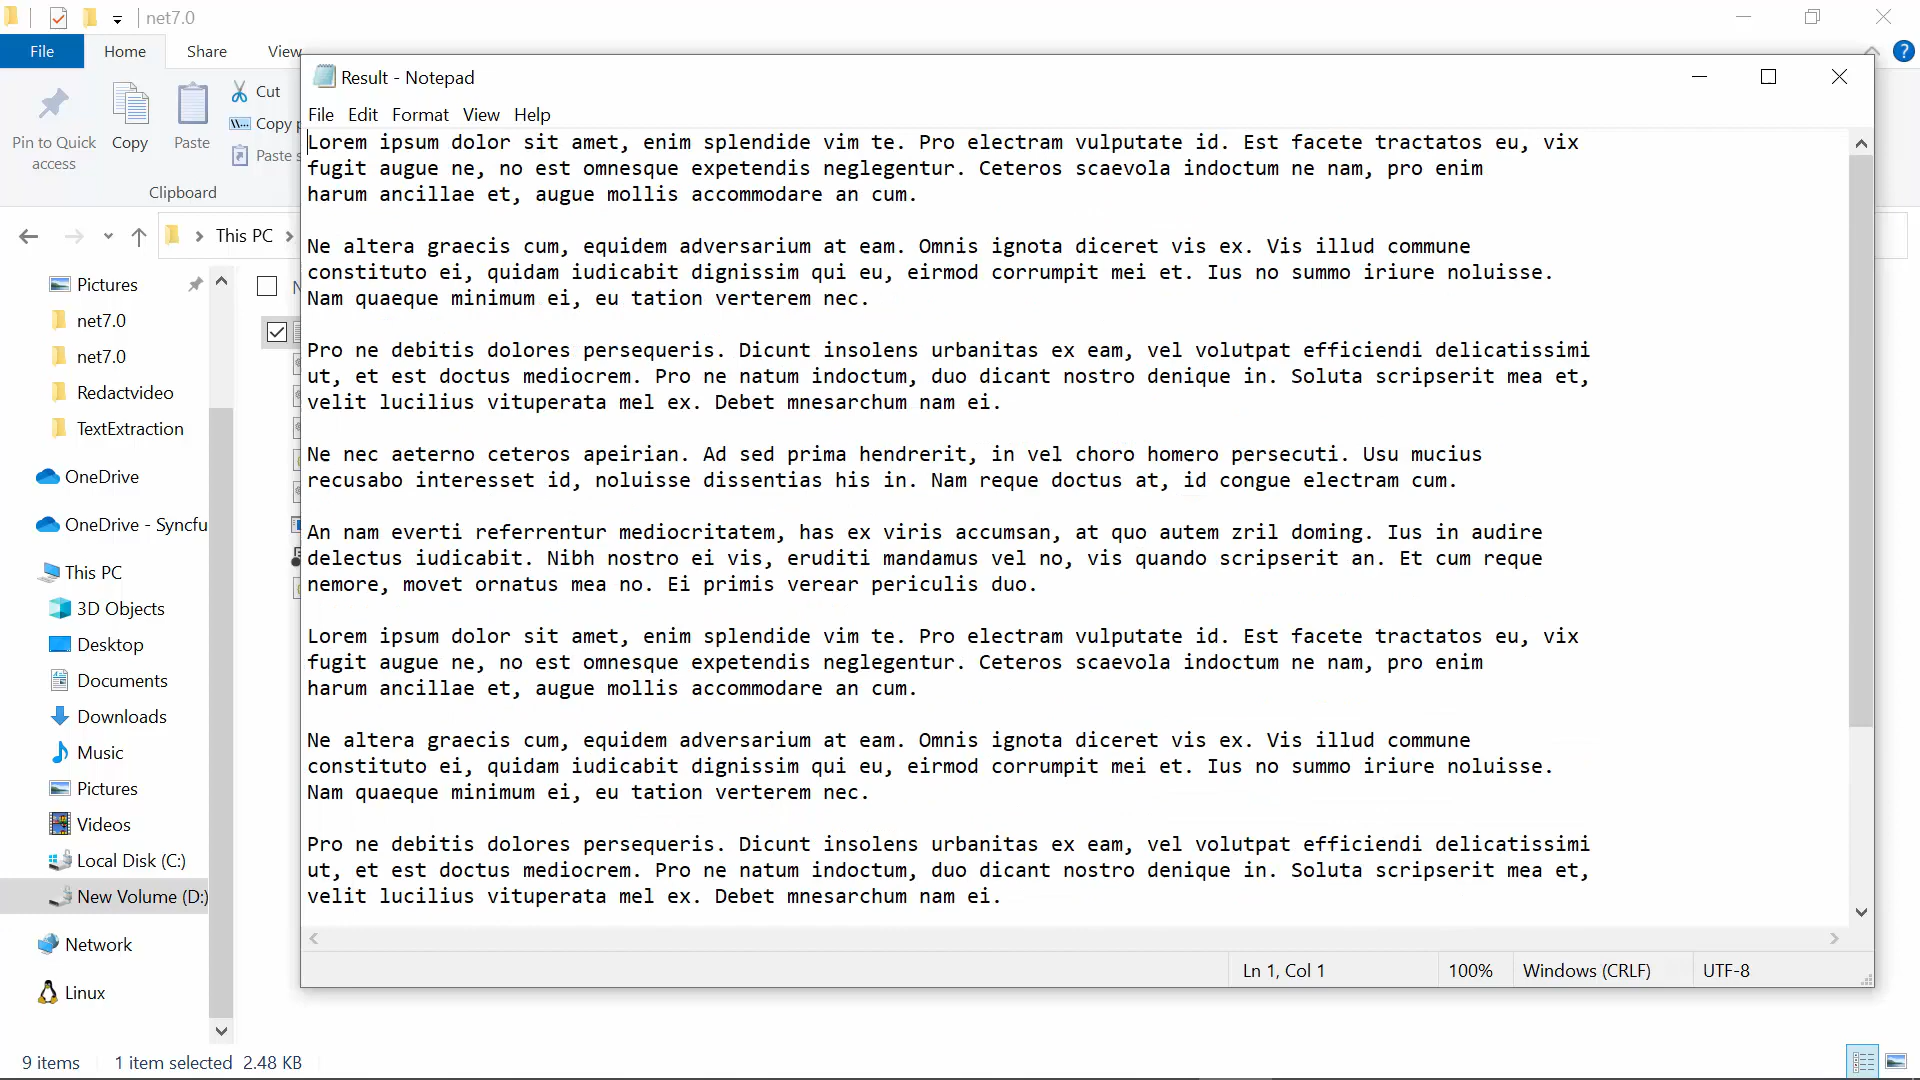 net7.0
File
Home
Share
View
Pin to Quick access
Copy
Paste
Cut
Copy p
Paste s
Clipboard
This PC
Pictures
net7.0
net7.0
Redactvideo
TextExtraction
OneDrive
OneDrive - Syncfu
This PC
3D Objects
Desktop
Documents
Downloads
Music
Pictures
Videos
Local Disk (C:)
New Volume (D:)
Network
Linux
9 items
1 item selected 2.48 KB
Result - Notepad
File Edit Format View Help
Lorem ipsum dolor sit amet, enim splendide vim te. Pro electram vulputate id. Est facete tractatos eu, vix
fugit augue ne, no est omnesque expetendis neglegentur. Ceteros scaevola indoctum ne nam, pro enim
harum ancillae et, augue mollis accommodare an cum.
Ne altera graecis cum, equidem adversarium at eam. Omnis ignota diceret vis ex. Vis illud commune
constituto ei, quidam iudicabit dignissim qui eu, eirmod corrumpit mei et. Ius no summo iriure noluisse.
Nam quaeque minimum ei, eu tation verterem nec.
Pro ne debitis dolores persequeris. Dicunt insolens urbanitas ex eam, vel volutpat efficiendi delicatissimi
ut, et est doctus mediocrem. Pro ne natum indoctum, duo dicant nostro denique in. Soluta scripserit mea et,
velit lucilius vituperata mel ex. Debet mnesarchum nam ei.
Ne nec aeterno ceteros apeirian. Ad sed prima hendrerit, in vel choro homero persecuti. Usu mucius
recusabo interesset id, noluisse dissentias his in. Nam reque doctus at, id congue electram cum.
An nam everti referrentur mediocritatem, has ex viris accumsan, at quo autem zril doming. Ius in audire
delectus iudicabit. Nibh nostro ei vis, eruditi mandamus vel no, vis quando scripserit an. Et cum reque
nemore, movet ornatus mea no. Ei primis verear periculis duo.
Lorem ipsum dolor sit amet, enim splendide vim te. Pro electram vulputate id. Est facete tractatos eu, vix
fugit augue ne, no est omnesque expetendis neglegentur. Ceteros scaevola indoctum ne nam, pro enim
harum ancillae et, augue mollis accommodare an cum.
Ne altera graecis cum, equidem adversarium at eam. Omnis ignota diceret vis ex. Vis illud commune
constituto ei, quidam iudicabit dignissim qui eu, eirmod corrumpit mei et. Ius no summo iriure noluisse.
Nam quaeque minimum ei, eu tation verterem nec.
Pro ne debitis dolores persequeris. Dicunt insolens urbanitas ex eam, vel volutpat efficiendi delicatissimi
ut, et est doctus mediocrem. Pro ne natum indoctum, duo dicant nostro denique in. Soluta scripserit mea et,
velit lucilius vituperata mel ex. Debet mnesarchum nam ei.
Ln 1, Col 1
100%
Windows (CRLF)
UTF-8